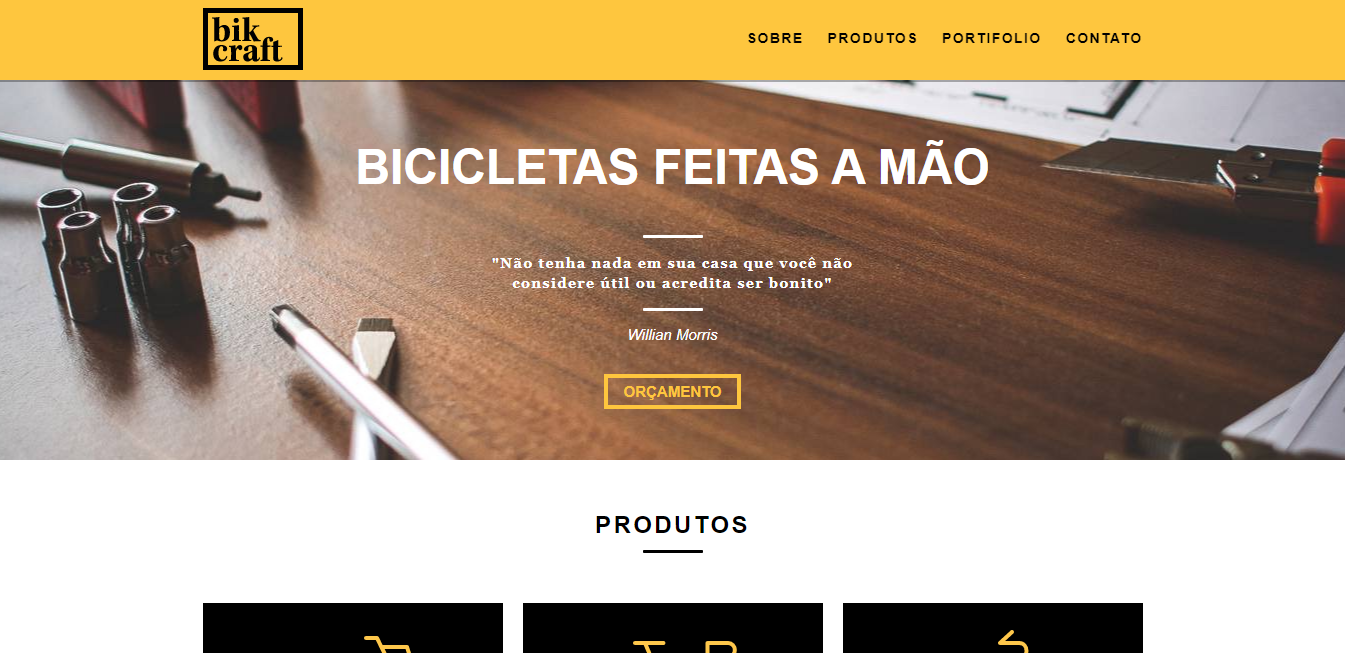 bik
craft
SOBRE PRODUTOS PORTIFOLIO CONTATO
BICICLETAS FEITAS A MÃO
"Não tenha nada em sua casa que você não
considere útil ou acredita ser bonito"
Willian Morris
ORÇAMENTO
PRODUTOS